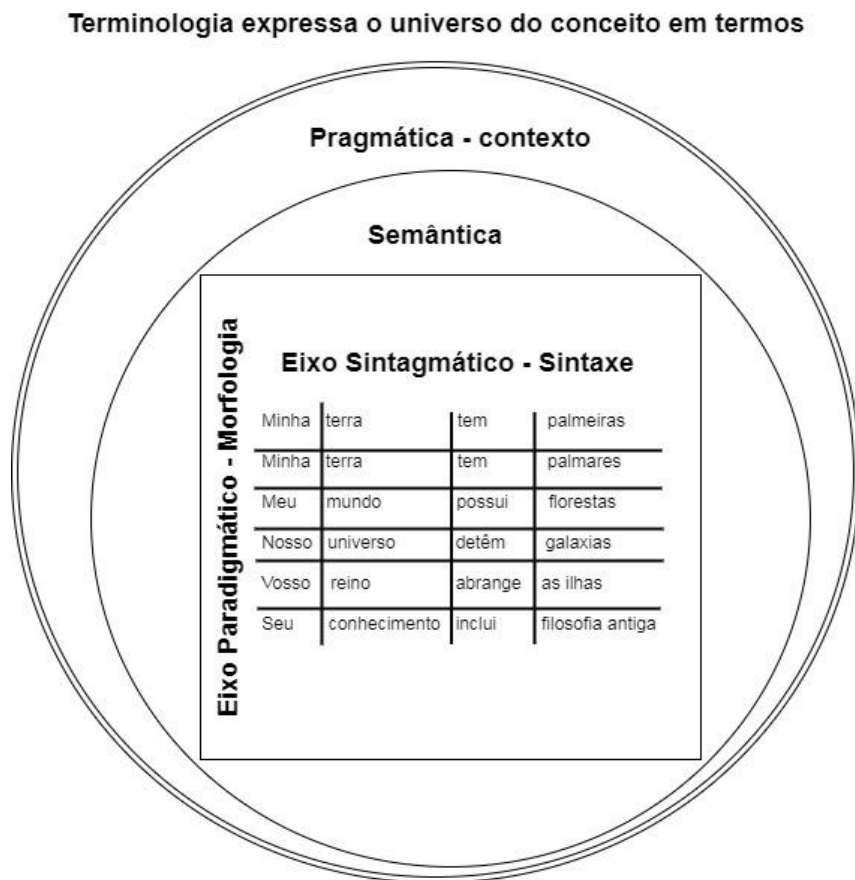 Terminologia expressa o universo do conceito em termos
Pragmática - contexto
Semântica
Eixo Paradigmático - Morfologia
Eixo Sintagmático - Sintaxe
Minha terra tem palmeiras
Minha terra tem palmares
Meu mundo possui florestas
Nosso universo detêm galaxias
Vosso reino abrange as ilhas
Seu conhecimento inclui filosofia antiga